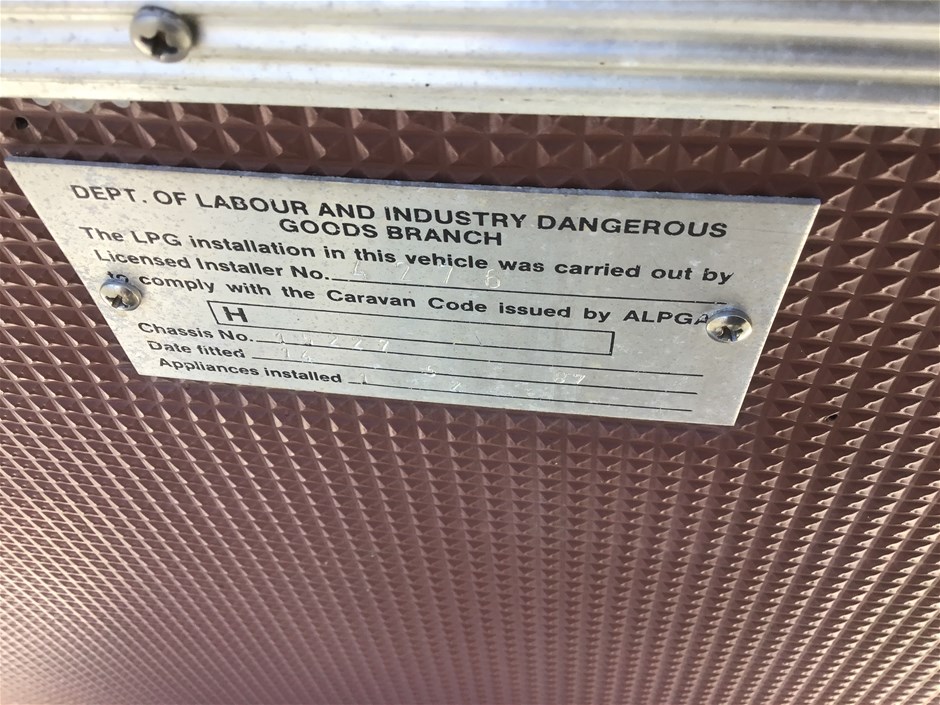 DEPT. OF LABOUR AND INDUSTRY DANGEROUS
GOODS BRANCH
The LPG installation in this vehicle was carried out by
Licensed Installer No.
to comply with the Caravan Code issued by ALPGA
H
Chassis No.
Date fitted
Appliances installed